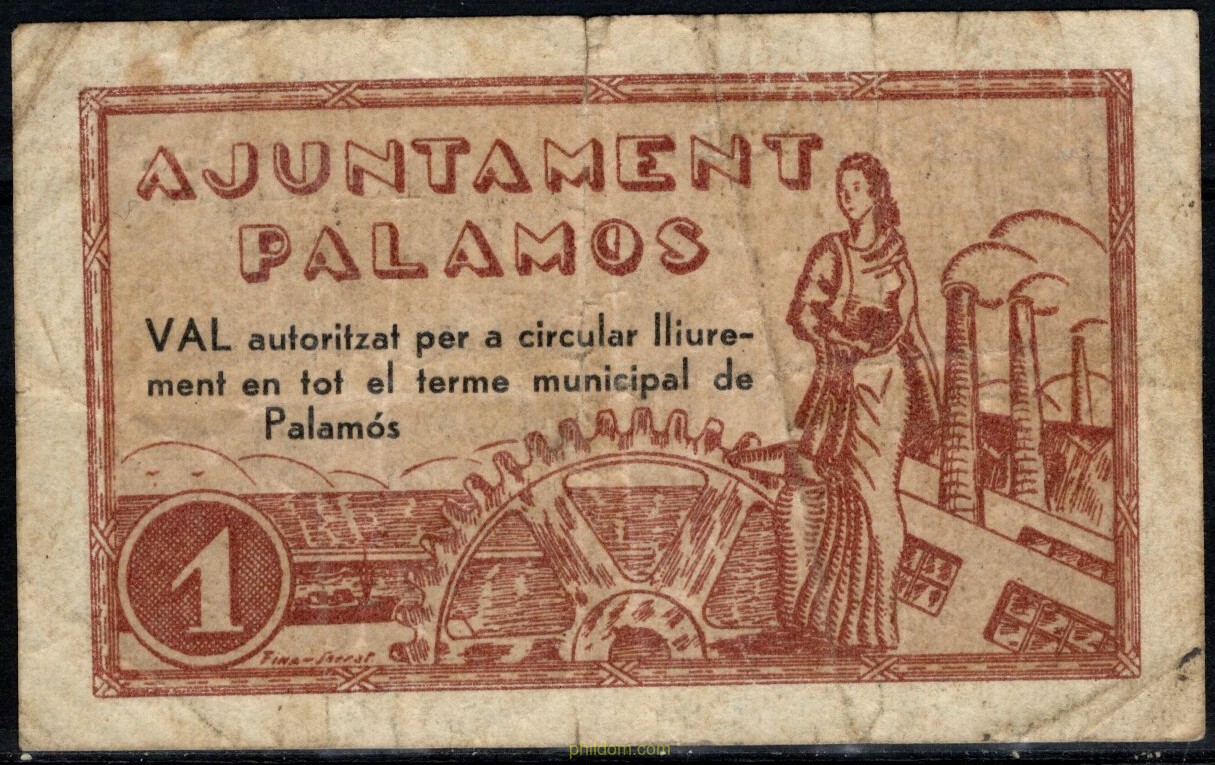 AJUNTAMENT
PALAMOS
VAL autoritzat per a circular lliure-
ment en tot el terme municipal de
Palamós
1
phildom.com